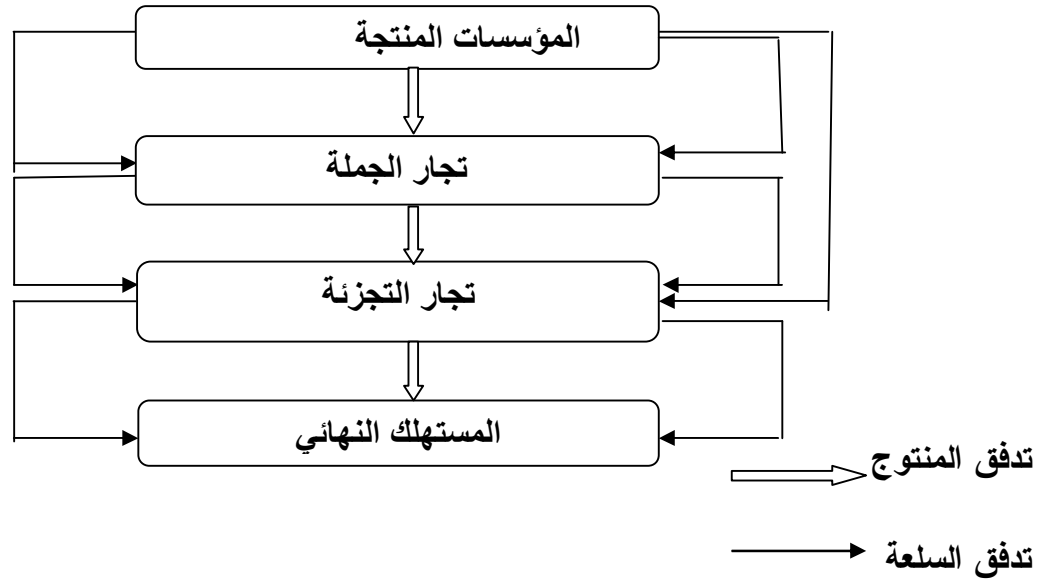 المؤسسات المنتجة
تجار الجملة
تجار التجزئة
المستهلك النهائي
تدفق المنتوج
تدفق السلعة